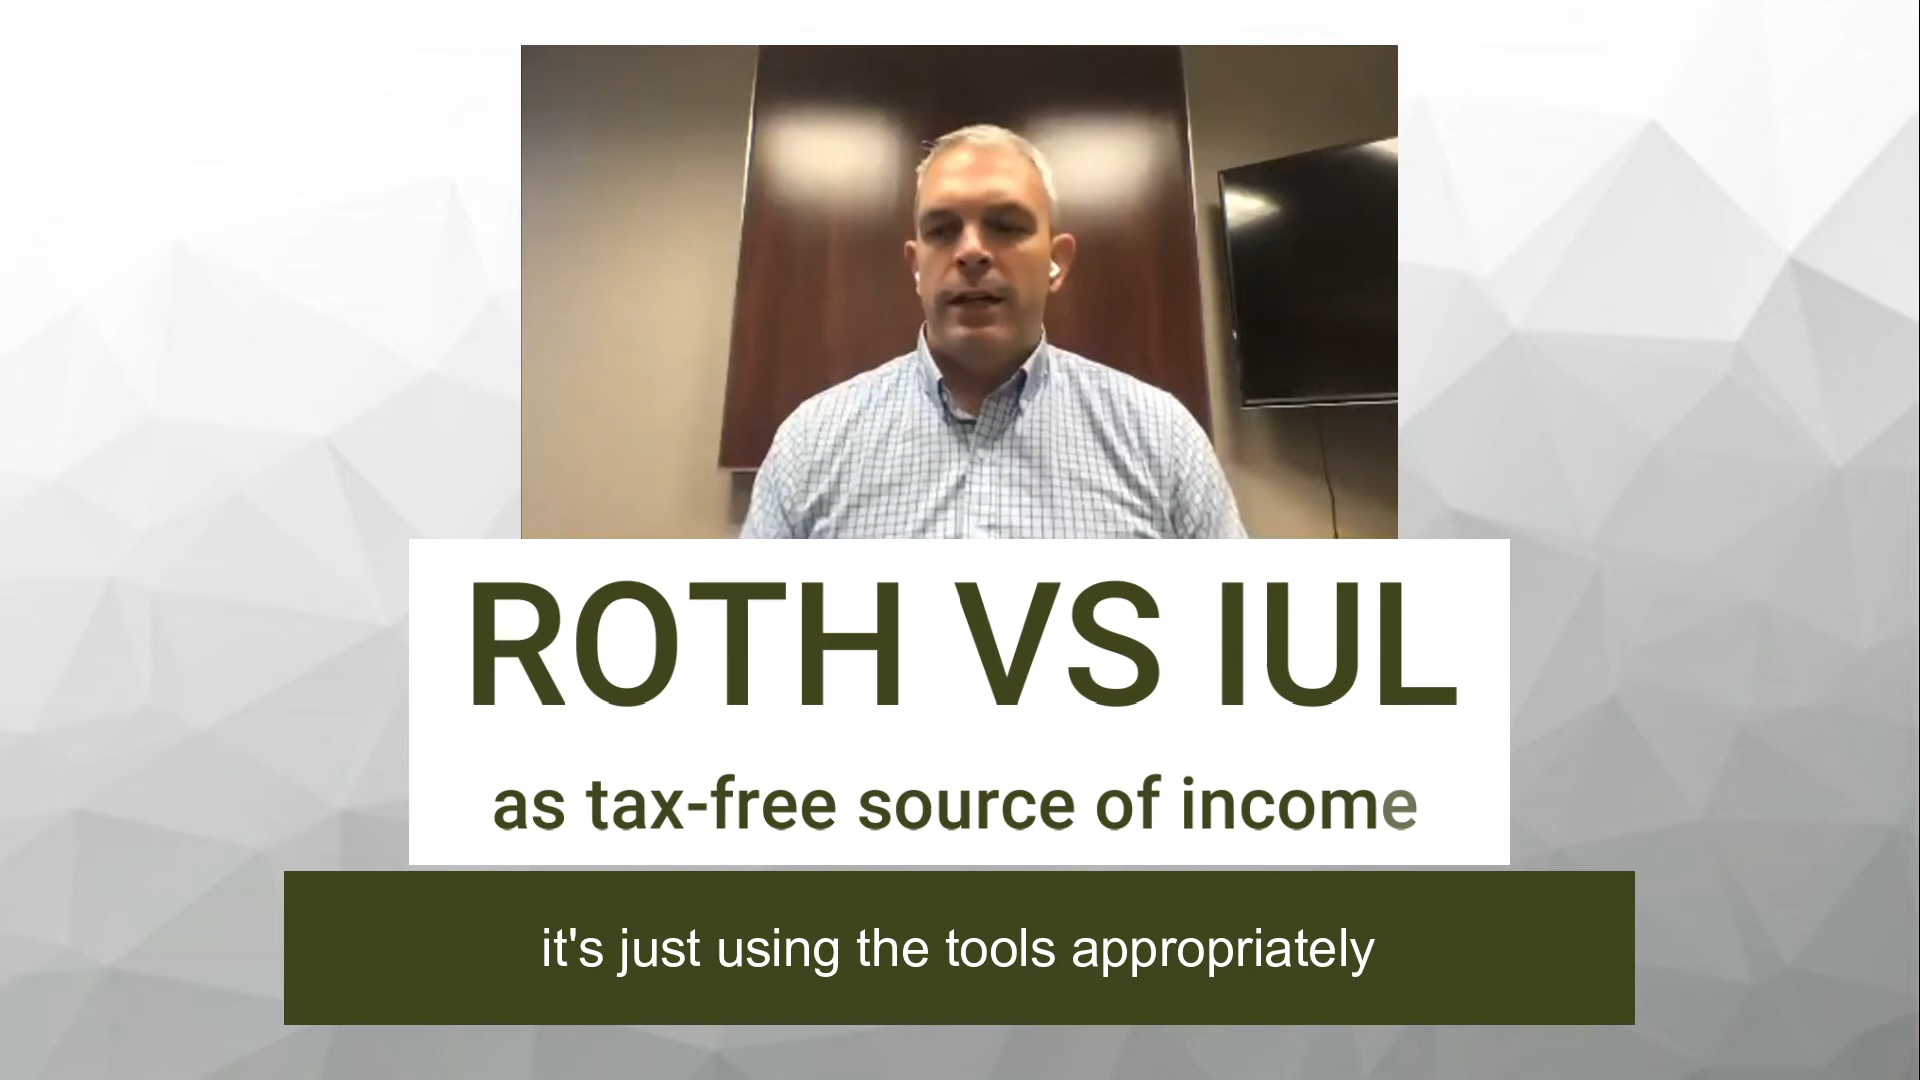 ROTH VS IUL
as tax-free source of income
it's just using the tools appropriately